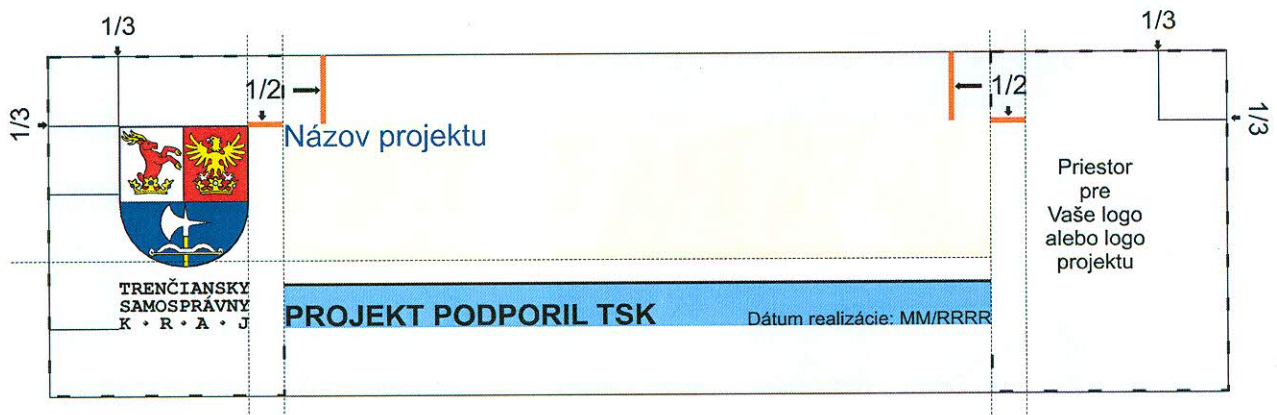 1/3
1/3
1/2
1/2
1/3
1/3
Názov projektu
Priestor
pre
Vaše logo
alebo logo
projektu
TRENČIANSKY
SAMOSPRÁVNY
K · R · A · J
PROJEKT PODPORIL TSK
Dátum realizácie: MM/RRRR